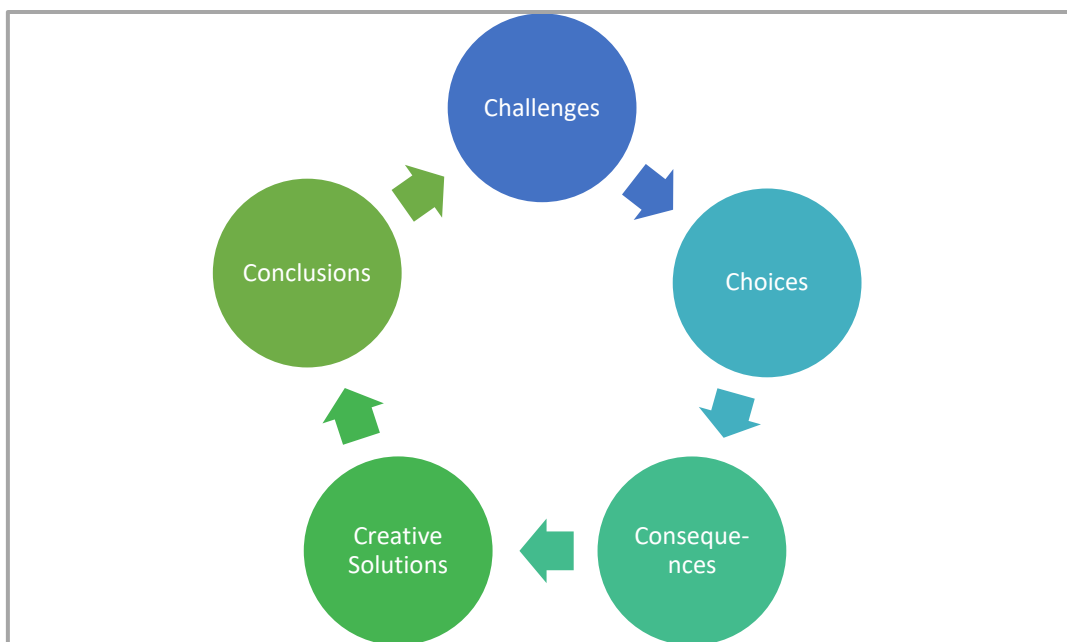 Challenges
Choices
Conseque-
nces
Creative
Solutions
Conclusions